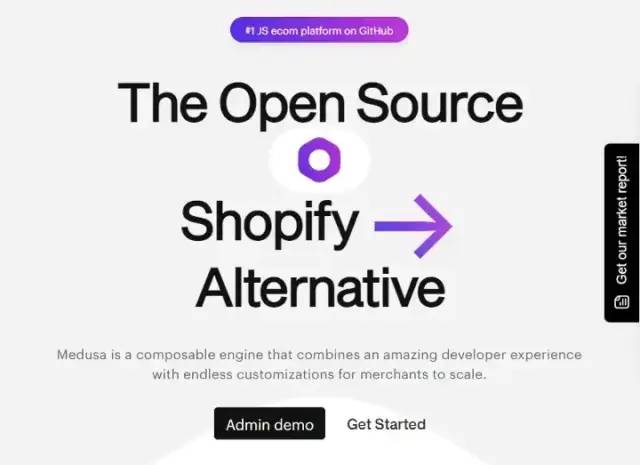 #1 JS ecom platform on GitHub
The Open Source
Shopify
Alternative
Medusa is a composable engine that combines an amazing developer experience
with endless customizations for merchants to scale.
Admin demo
Get Started
Get our market report!